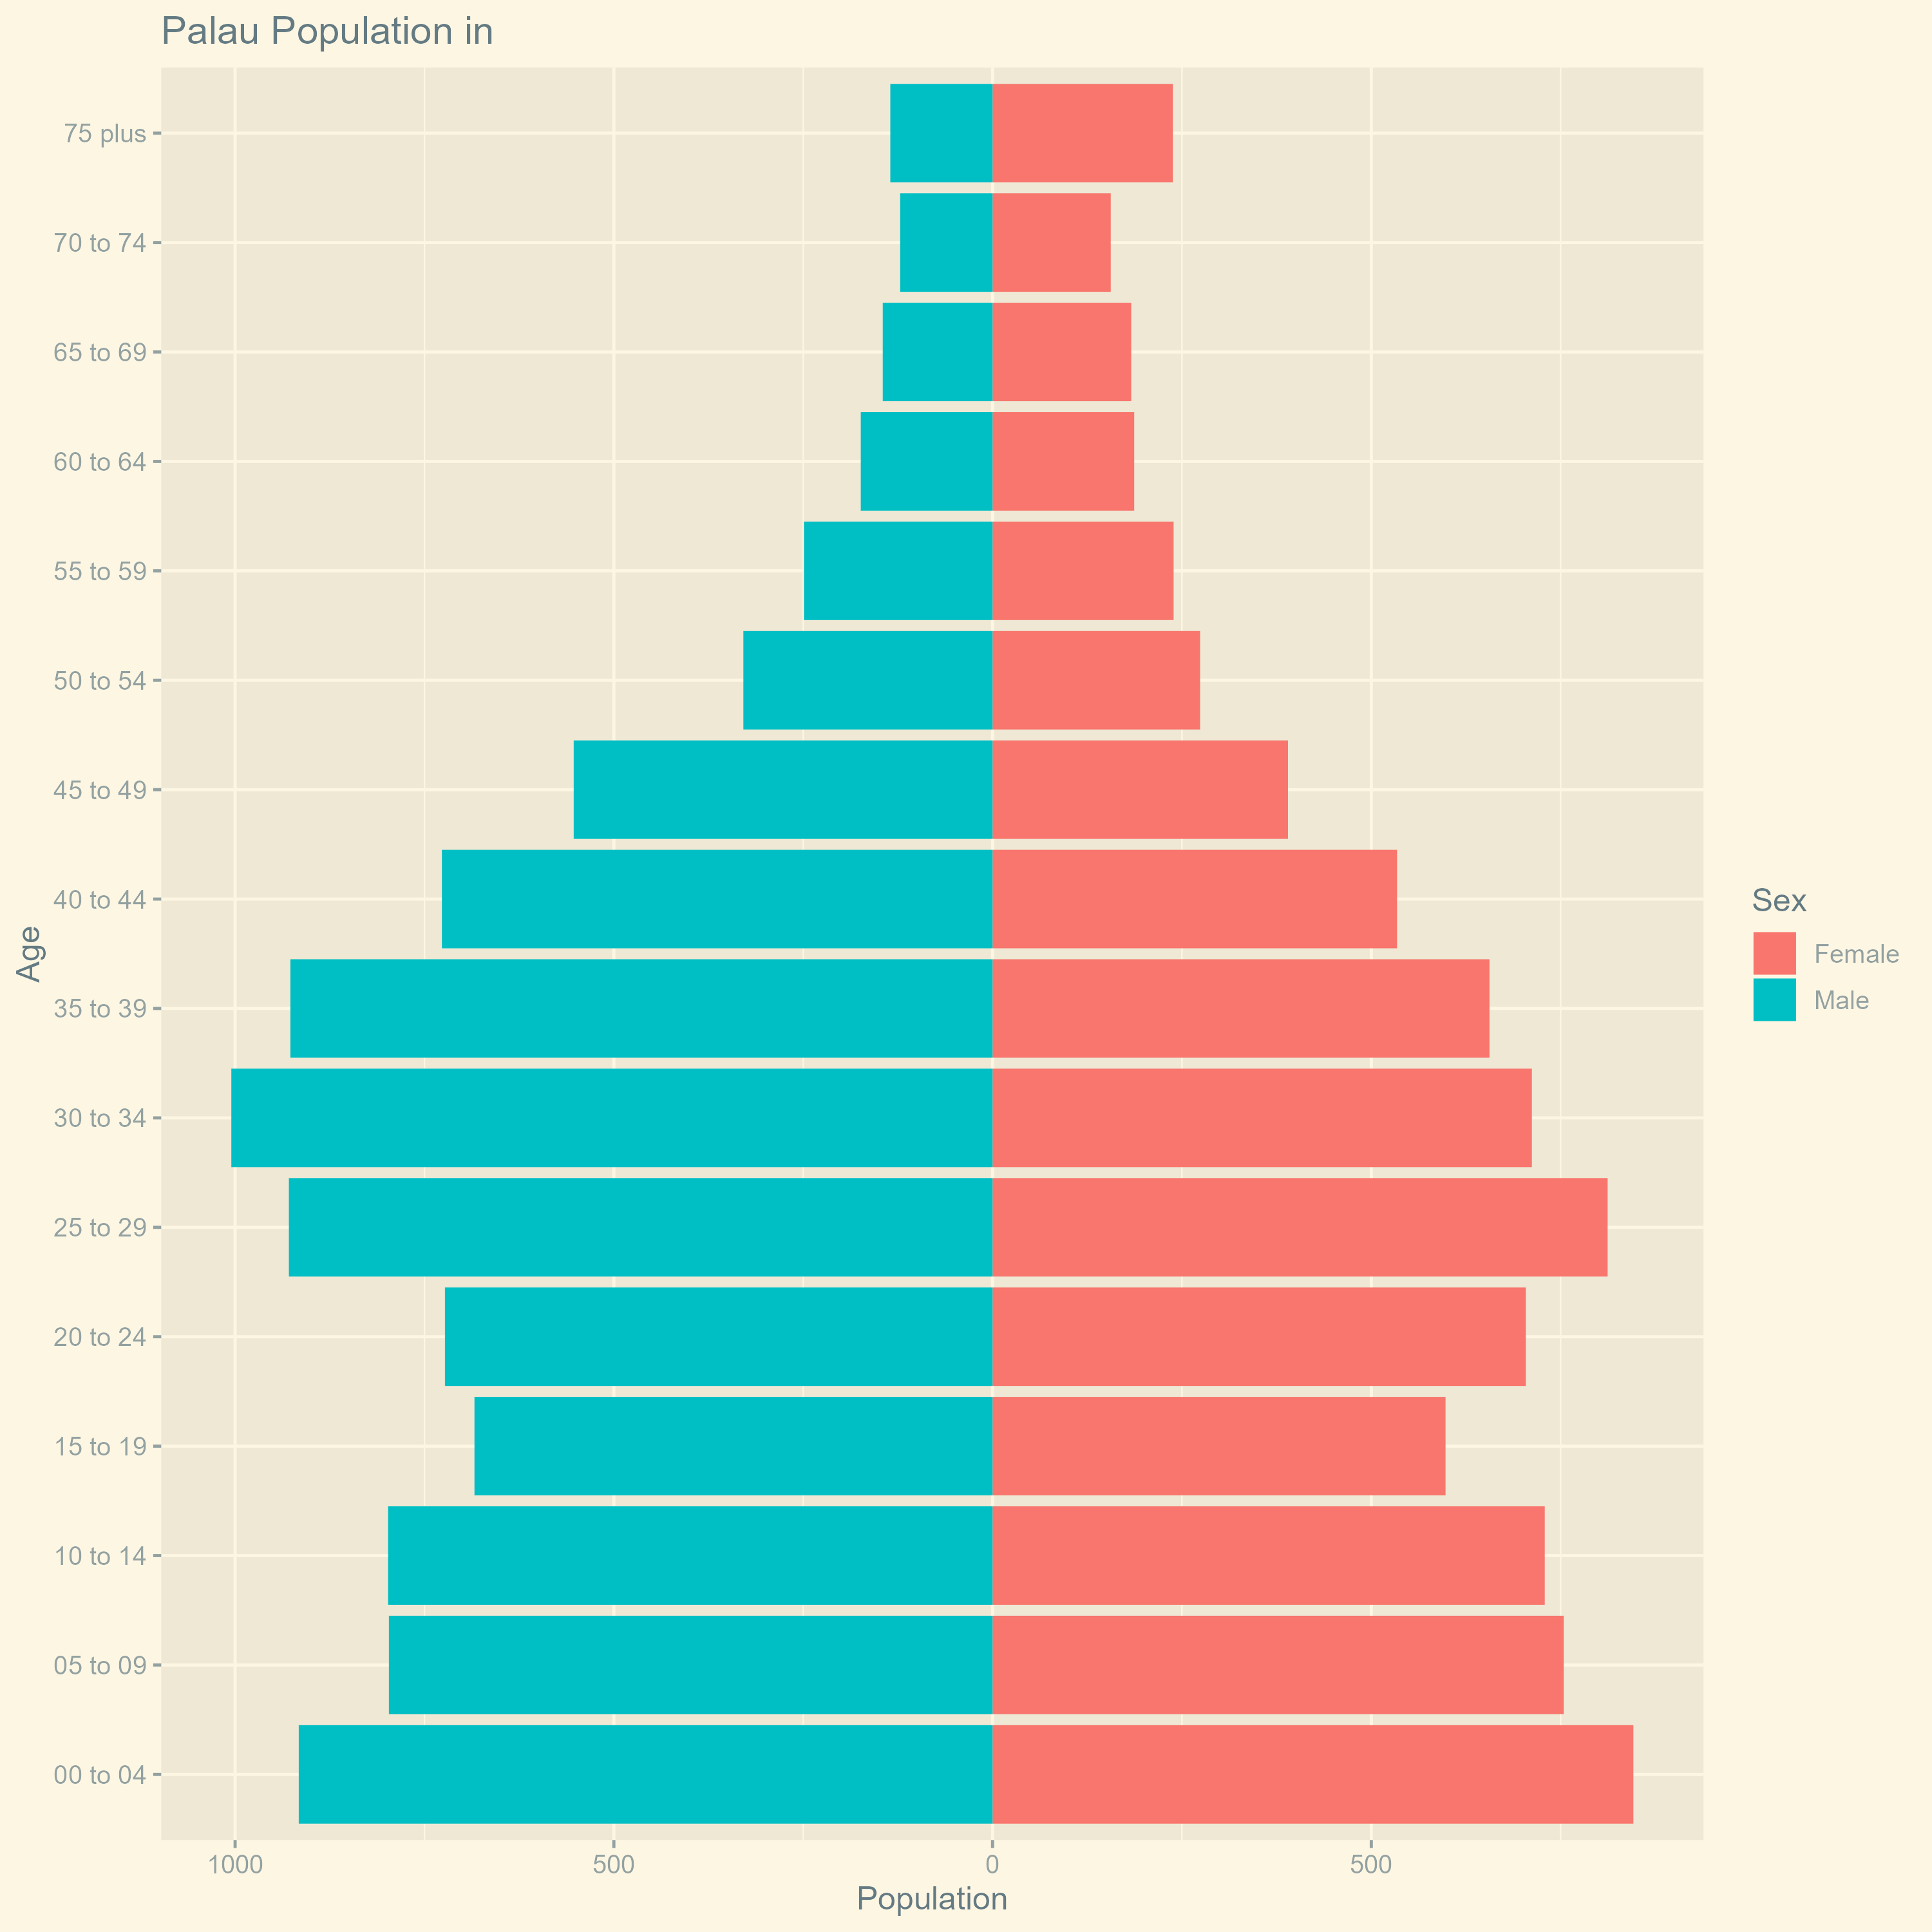 Palau Population in
75 plus
70 to 74
65 to 69
60 to 64
55 to 59
50 to 54
45 to 49
40 to 44
35 to 39
30 to 34
25 to 29
20 to 24
15 to 19
10 to 14
05 to 09
00 to 04
Age
1000 500 0 500
Population
Sex
Female
Male